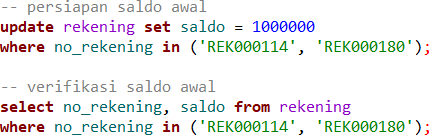 -- persiapan saldo awal
update rekening set saldo = 1000000
where no_rekening in ('REK000114', 'REK000180');
-- verifikasi saldo awal
select no_rekening, saldo from rekening
where no_rekening in ('REK000114', 'REK000180');